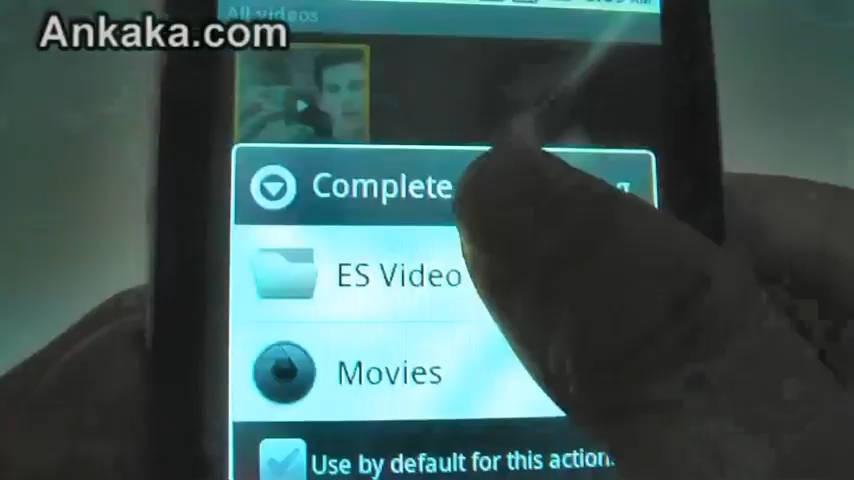 Ankaka.com
All videos
Complete
ES Video
Movies
Use by default for this action.